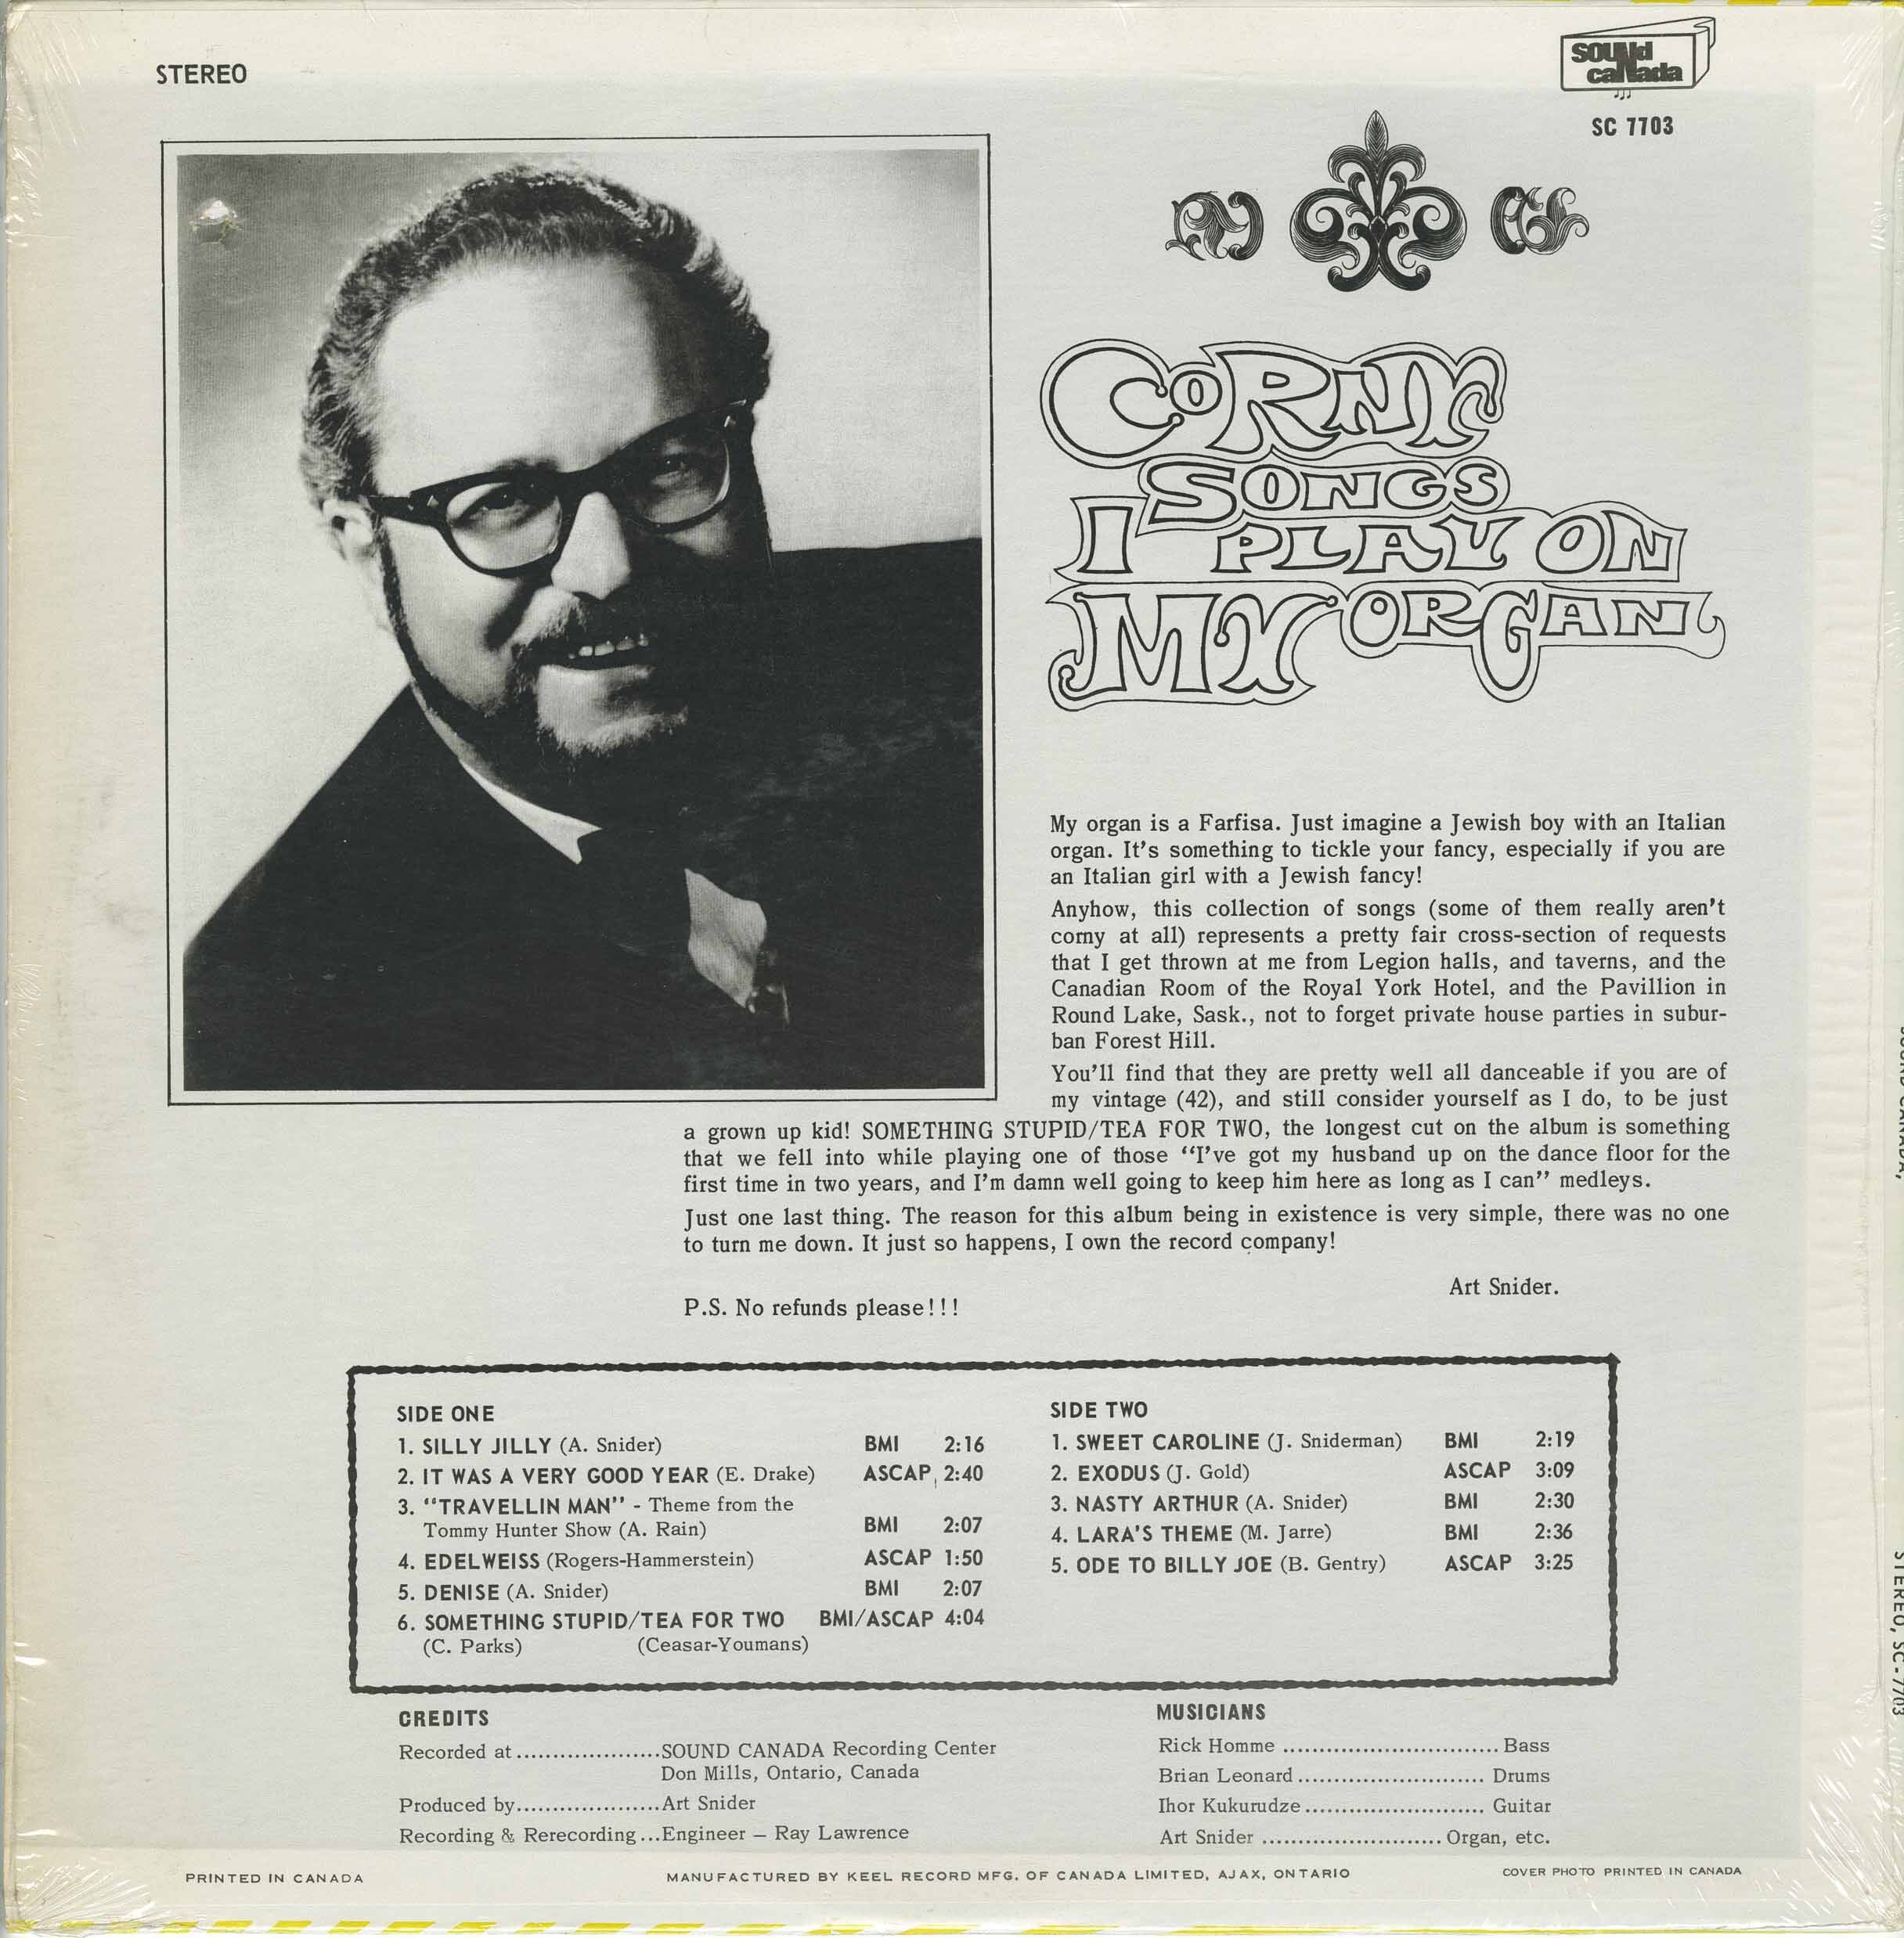 STEREO
SOUNd
caNada
SC 7703
CORNY
SONGS
I PLAY ON
MY ORGAN
My organ is a Farfisa. Just imagine a Jewish boy with an Italian
organ. It's something to tickle your fancy, especially if you are
an Italian girl with a Jewish fancy!
Anyhow, this collection of songs (some of them really aren't
corny at all) represents a pretty fair cross-section of requests
that I get thrown at me from Legion halls, and taverns, and the
Canadian Room of the Royal York Hotel, and the Pavillion in
Round Lake, Sask., not to forget private house parties in subur-
ban Forest Hill.
You'll find that they are pretty well all danceable if you are of
my vintage (42), and still consider yourself as I do, to be just
a grown up kid! SOMETHING STUPID/TEA FOR TWO, the longest cut on the album is something
that we fell into while playing one of those "I've got my husband up on the dance floor for the
first time in two years, and I'm damn well going to keep him here as long as I can" medleys.
Just one last thing. The reason for this album being in existence is very simple, there was no one
to turn me down. It just so happens, I own the record company!
Art Snider.
P.S. No refunds please!!!
SIDE ONE
1. SILLY JILLY (A. Snider) BMI 2:16
2. IT WAS A VERY GOOD YEAR (E. Drake) ASCAP 2:40
3. "TRAVELLIN MAN" - Theme from the
Tommy Hunter Show (A. Rain) BMI 2:07
4. EDELWEISS (Rogers-Hammerstein) ASCAP 1:50
5. DENISE (A. Snider) BMI 2:07
6. SOMETHING STUPID/TEA FOR TWO BMI/ASCAP 4:04
(C. Parks) (Ceasar-Youmans)
SIDE TWO
1. SWEET CAROLINE (J. Sniderman) BMI 2:19
2. EXODUS (J. Gold) ASCAP 3:09
3. NASTY ARTHUR (A. Snider) BMI 2:30
4. LARA'S THEME (M. Jarre) BMI 2:36
5. ODE TO BILLY JOE (B. Gentry) ASCAP 3:25
CREDITS
Recorded at....................SOUND CANADA Recording Center
Don Mills, Ontario, Canada
Produced by....................Art Snider
Recording & Rerecording...Engineer — Ray Lawrence
MUSICIANS
Rick Homme .............................. Bass
Brian Leonard.......................... Drums
Ihor Kukurudze......................... Guitar
Art Snider ......................... Organ, etc.
PRINTED IN CANADA
MANUFACTURED BY KEEL RECORD MFG. OF CANADA LIMITED, AJAX, ONTARIO
COVER PHOTO PRINTED IN CANADA
STEREO, SC-7703